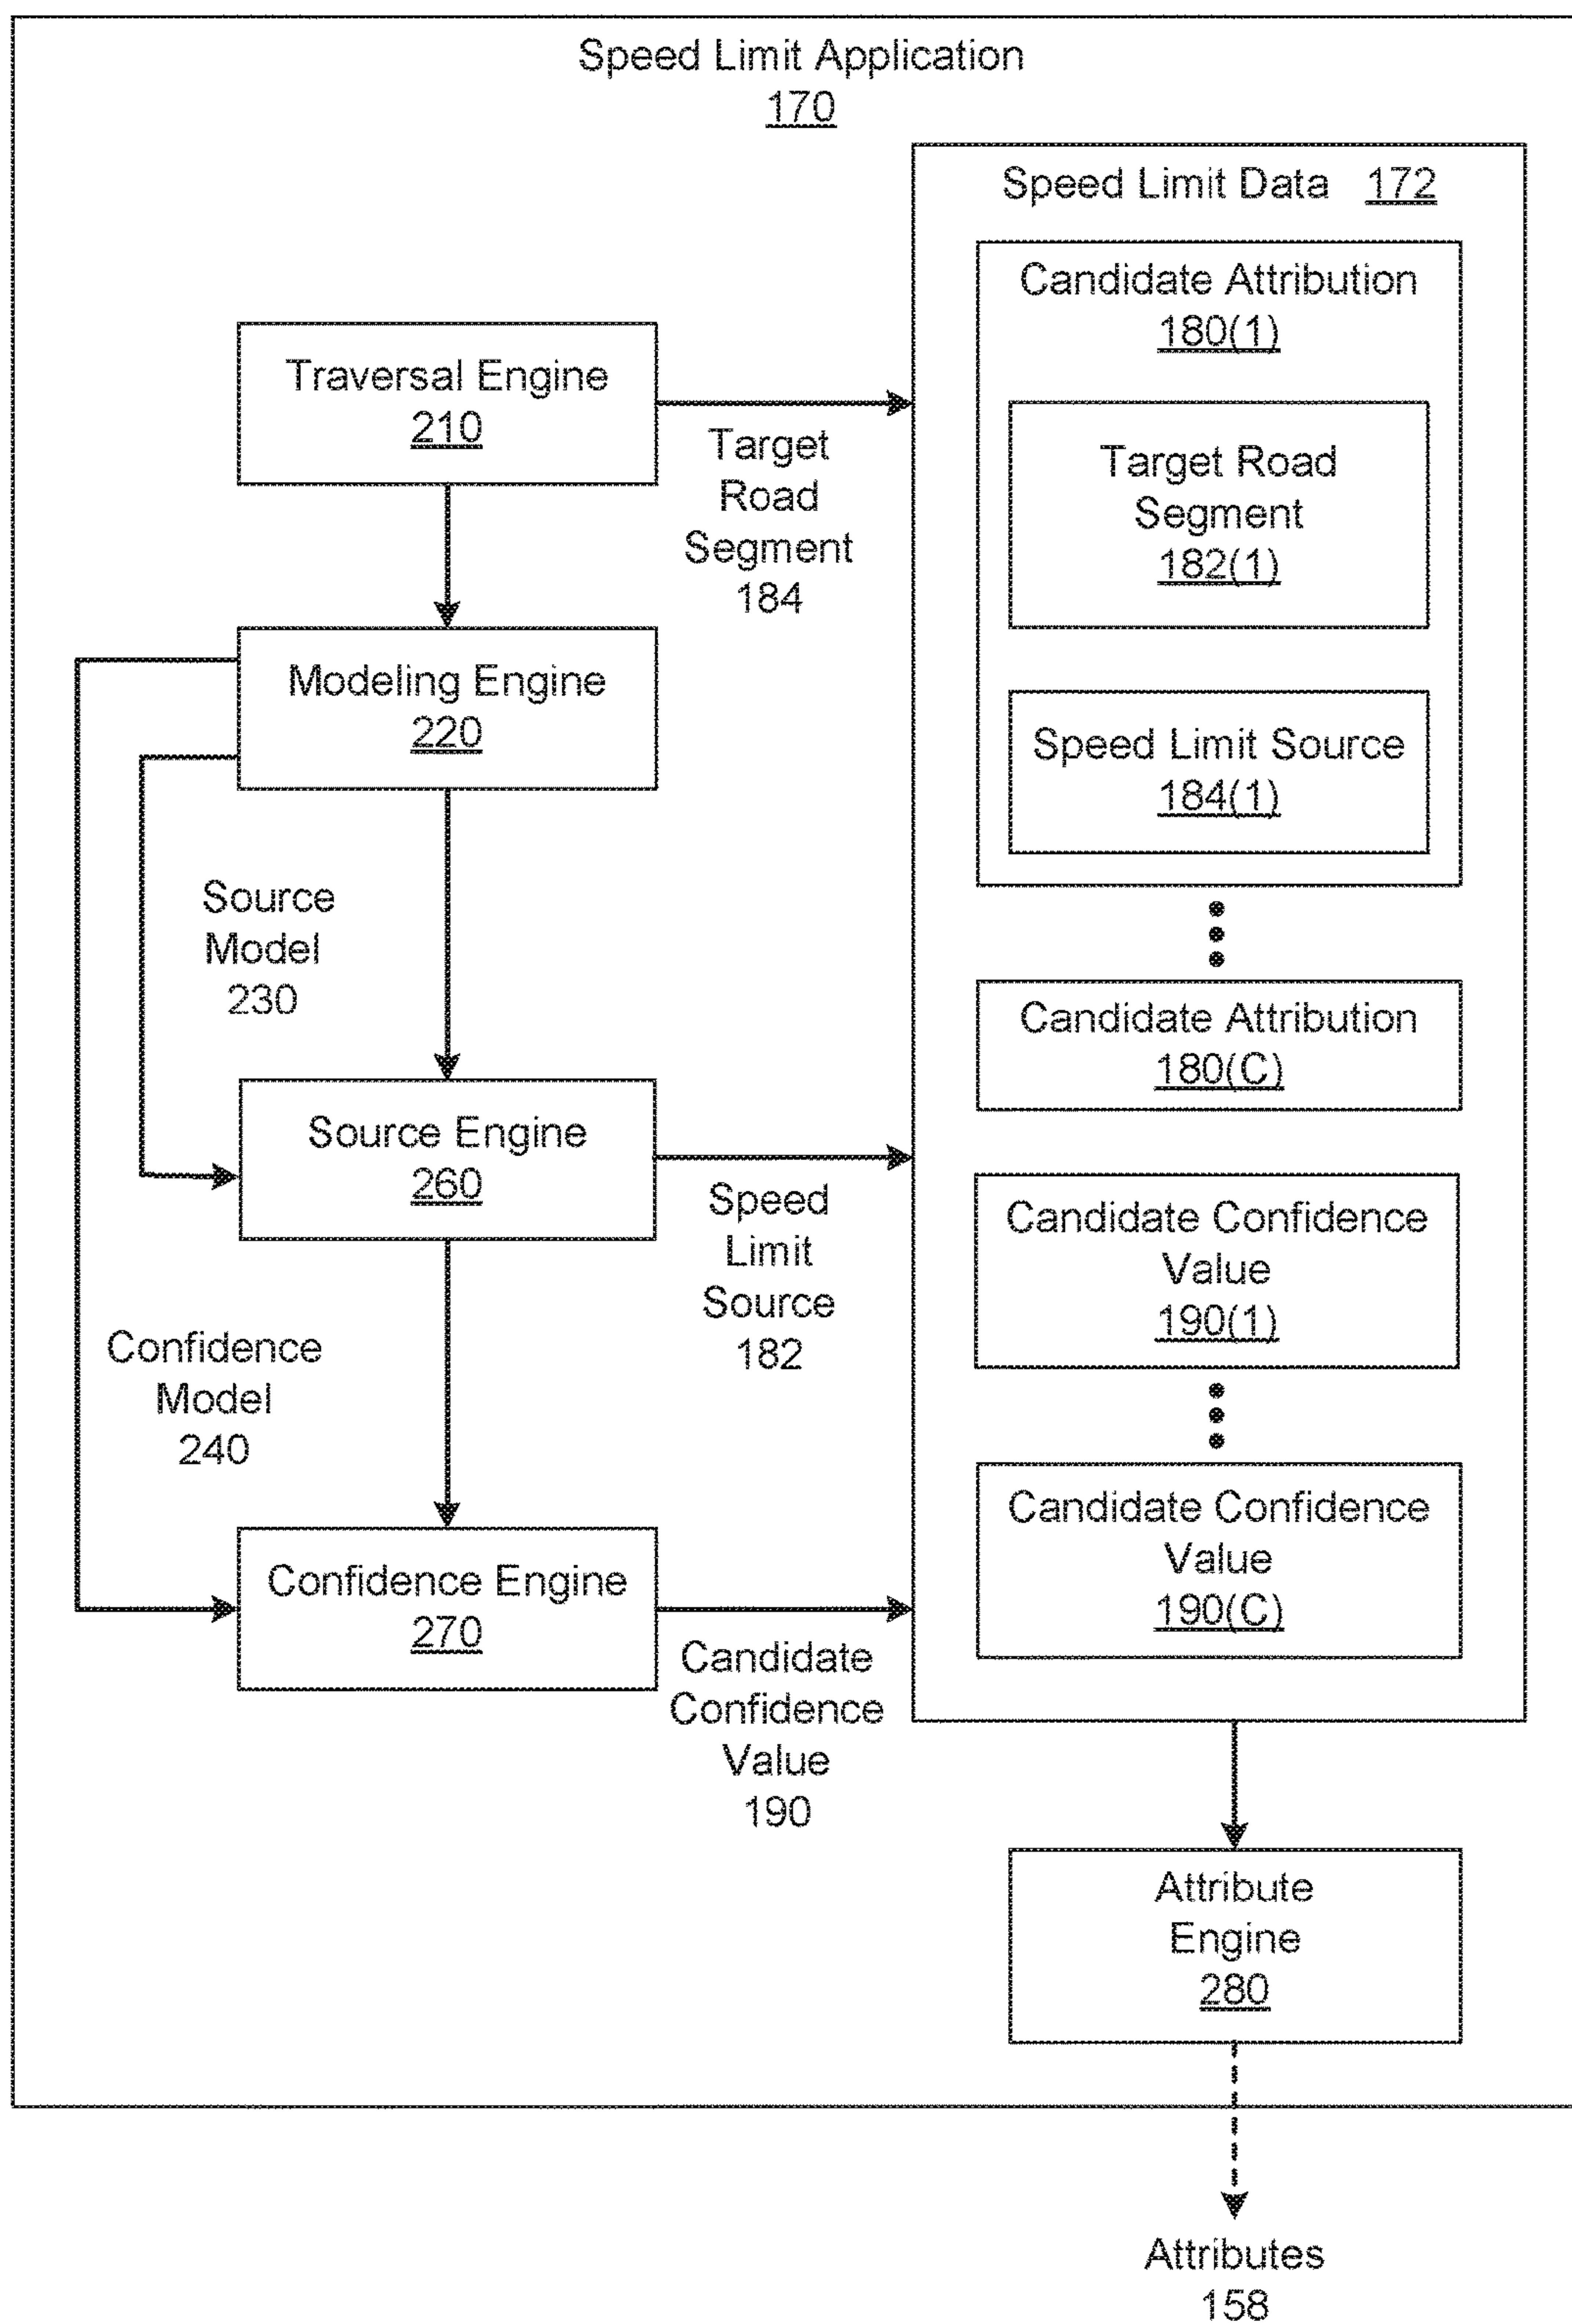 Speed Limit Application
170
Speed Limit Data 172
Candidate Attribution
180(1)
Target Road
Segment
182(1)
Speed Limit Source
184(1)
Candidate Attribution
180(C)
Candidate Confidence
Value
190(1)
Candidate Confidence
Value
190(C)
Traversal Engine
210
Target
Road
Segment
184
Modeling Engine
220
Source
Model
230
Source Engine
260
Speed
Limit
Source
182
Confidence
Model
240
Confidence Engine
270
Candidate
Confidence
Value
190
Attribute
Engine
280
Attributes
158